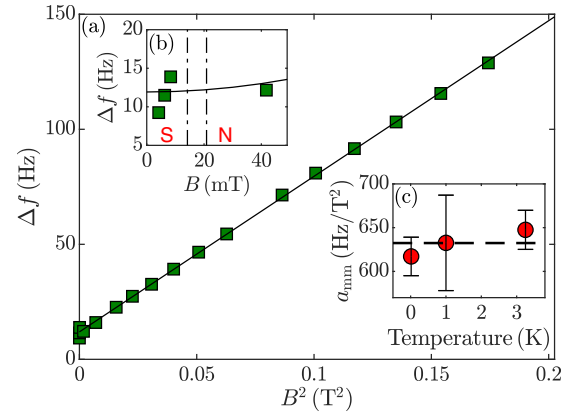 150
(a)
(b)
20
15
10
5
Δf (Hz)
S
N
0
20
40
B (mT)
100
Δf (Hz)
50
0
(c)
700
650
600
a_mm (Hz/T²)
0
1
2
3
Temperature (K)
0
0.05
0.1
0.15
0.2
B² (T²)